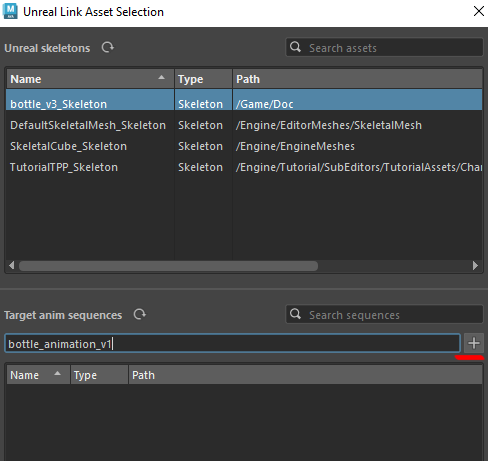 Unreal Link Asset Selection
Unreal skeletons Search assets
Name Type Path
bottle_v3_Skeleton Skeleton /Game/Doc
DefaultSkeletalMesh_Skeleton Skeleton /Engine/EditorMeshes/SkeletalMesh
SkeletalCube_Skeleton Skeleton /Engine/EngineMeshes
TutorialTPP_Skeleton Skeleton /Engine/Tutorial/SubEditors/TutorialAssets/Cha
Target anim sequences Search sequences
bottle_animation_v1
Name Type Path